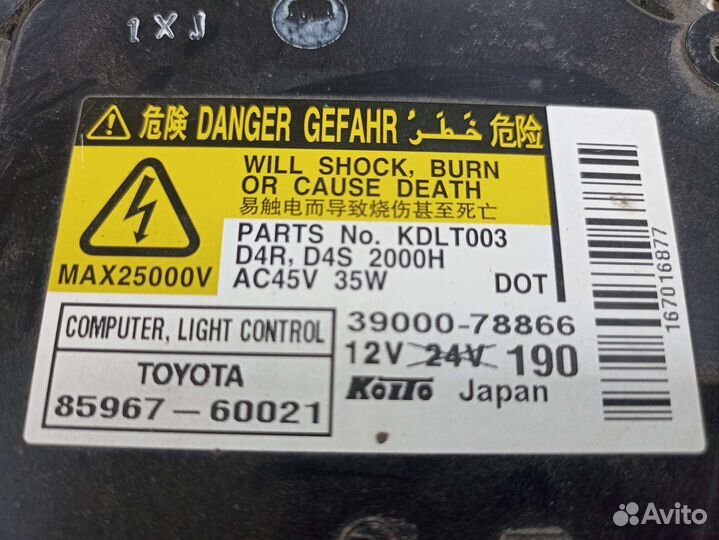 1XJ
⚠ 危険 DANGER GEFAHR خَطَرْ 危险
WILL SHOCK, BURN
OR CAUSE DEATH
易触电而导致烧伤甚至死亡
MAX25000V
PARTS No. KDLT003
D4R, D4S 2000H
AC45V 35W
DOT
167016877
COMPUTER, LIGHT CONTROL
TOYOTA
85967-60021
39000-78866
12V 24V 190
KOITO Japan
Avito